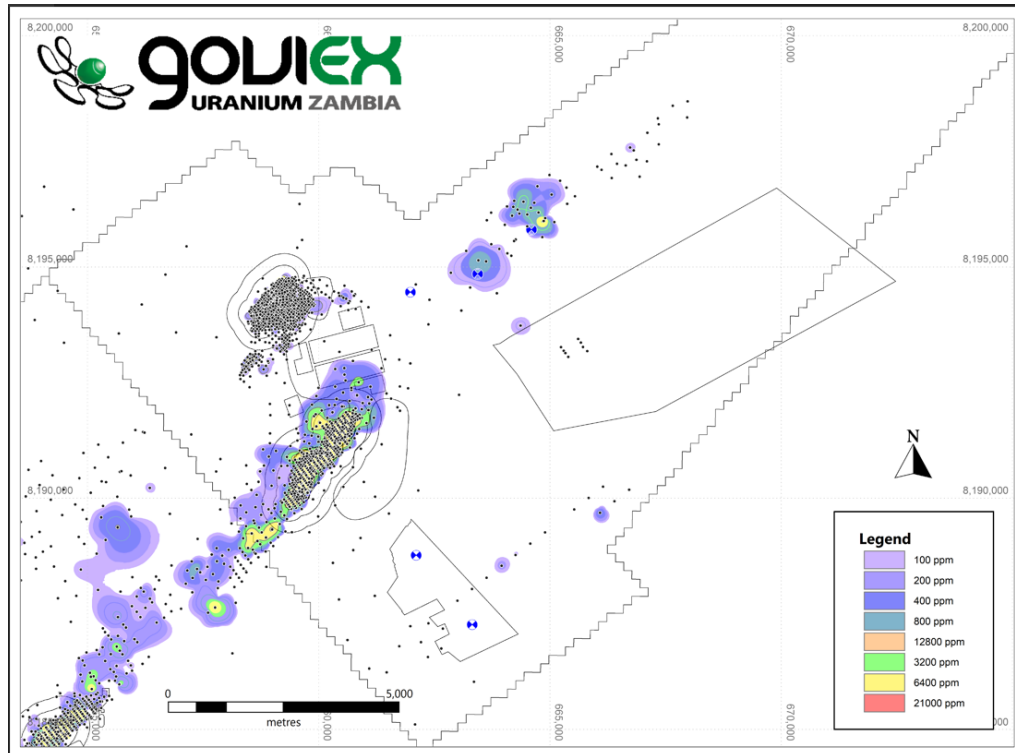 8,200,000
665,000
670,000
8,200,000
GOVIEX
URANIUM ZAMBIA
8,195,000
8,195,000
N
8,190,000
8,190,000
Legend
100 ppm
200 ppm
400 ppm
800 ppm
12800 ppm
3200 ppm
6400 ppm
21000 ppm
0
5,000
metres
660,000
665,000
670,000